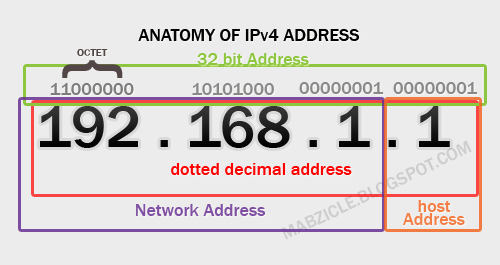 ANATOMY OF IPv4 ADDRESS
OCTET
32 bit Address
11000000 10101000 00000001 00000001
192 . 168 . 1 . 1
dotted decimal address
Network Address
host
Address
MABZICLE.BLOGSPOT.COM